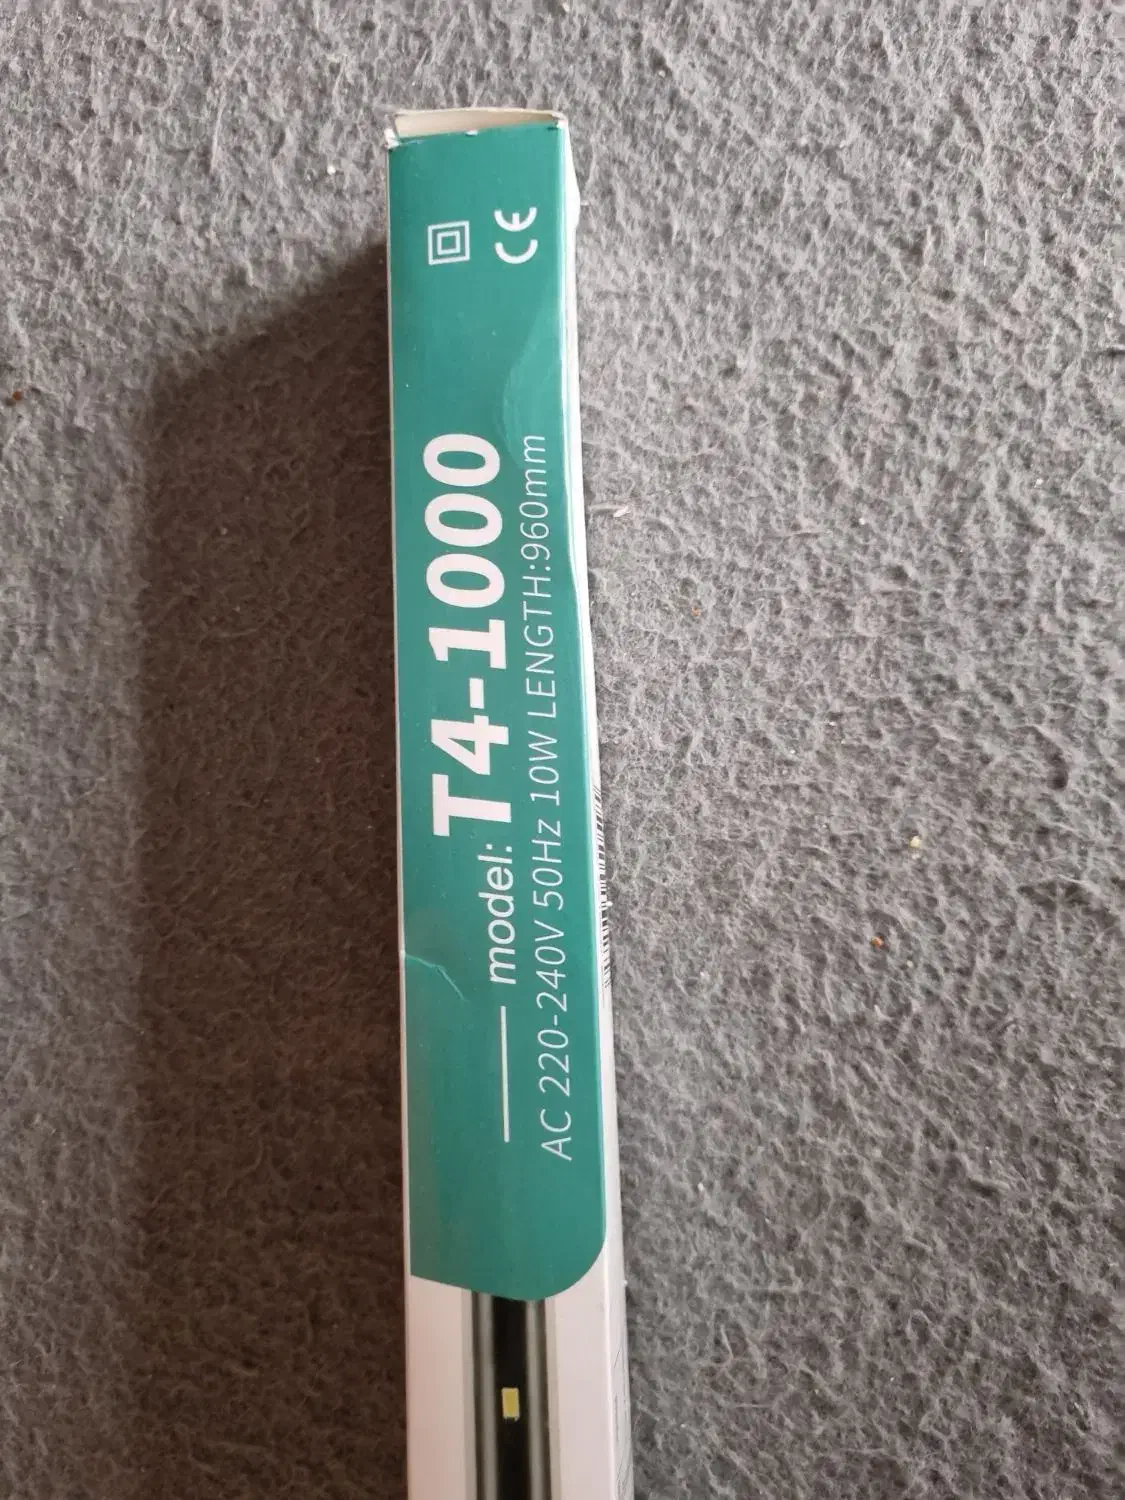 CE
model: T4-1000
AC 220-240V 50Hz 10W LENGTH:960mm